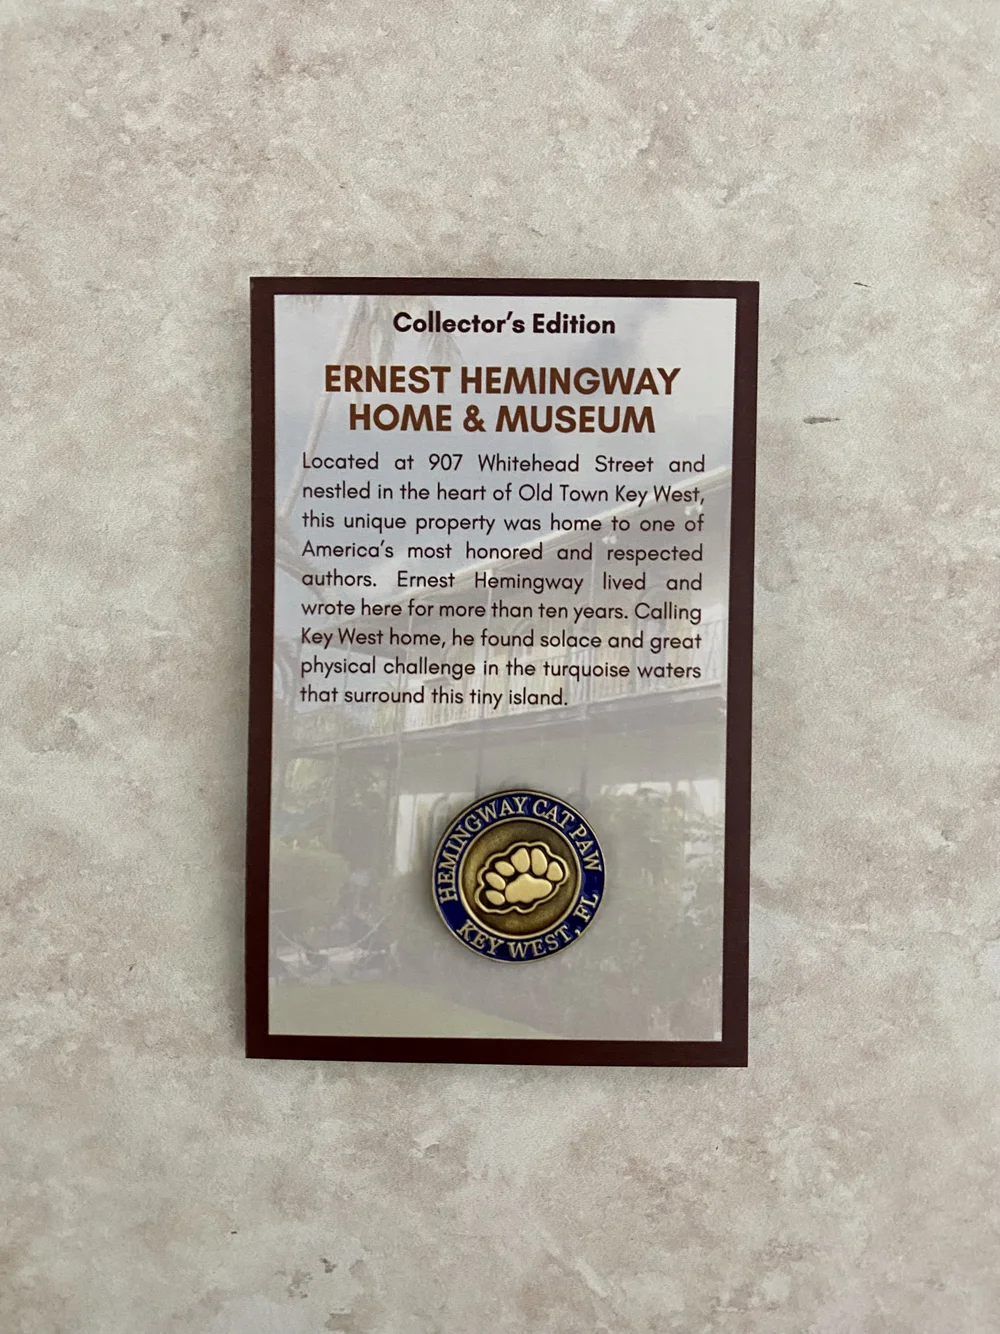 Collector's Edition
ERNEST HEMINGWAY
HOME & MUSEUM
Located at 907 Whitehead Street and
nestled in the heart of Old Town Key West,
this unique property was home to one of
America's most honored and respected
authors. Ernest Hemingway lived and
wrote here for more than ten years. Calling
Key West home, he found solace and great
physical challenge in the turquoise waters
that surround this tiny island.
HEMINGWAY CAT PAW
KEY WEST, FL